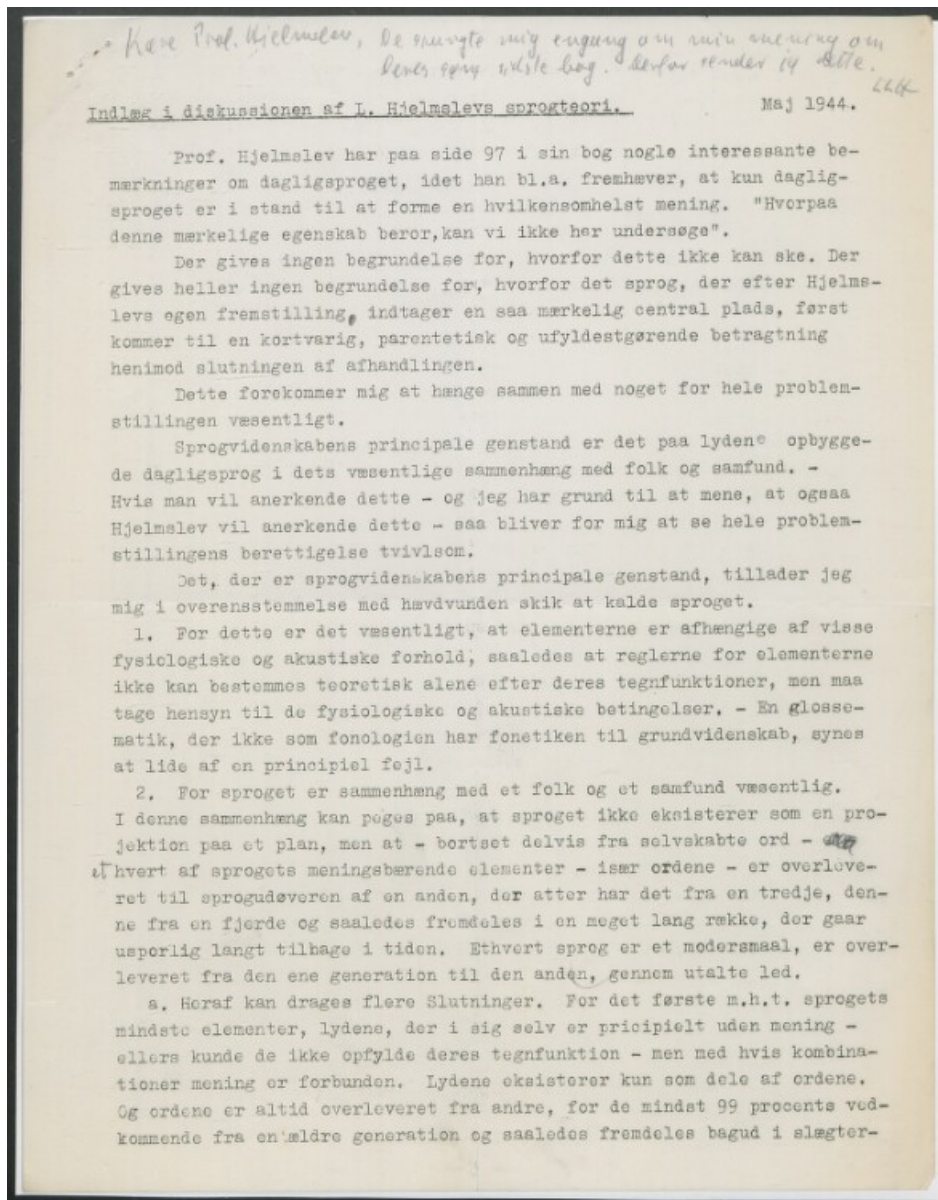 Kære Prof. Hjelmslev, De spurgte mig engang om min mening om
Deres sidste bog. Derfor sender jeg dette.
Indlæg i diskussionen af L. Hjelmslevs sprogteori. Maj 1944.
Prof. Hjelmslev har paa side 97 i sin bog nogle interessante be-
mærkninger om dagligsproget, idet han bl.a. fremhæver, at kun daglig-
sproget er i stand til at forme en hvilkensomhelst mening. "Hvorpaa
denne mærkelige egenskab beror, kan vi ikke her undersøge".
Der gives ingen begrundelse for, hvorfor dette ikke kan ske. Der
gives heller ingen begrundelse for, hvorfor det sprog, der efter Hjelms-
levs egen fremstilling, indtager en saa mærkelig central plads, først
kommer til en kortvarig, parentetisk og ufyldestgørende betragtning
henimod slutningen af afhandlingen.
Dette forekommer mig at hænge sammen med noget for hele problem-
stillingen væsentligt.
Sprogvidenskabens principale genstand er det paa lydene opbygge-
de dagligsprog i dets væsentlige sammenhæng med folk og samfund. -
Hvis man vil anerkende dette - og jeg har grund til at mene, at ogsaa
Hjelmslev vil anerkende dette - saa bliver for mig at se hele problem-
stillingens berettigelse tvivlsom.
Det, der er sprogvidenskabens principale genstand, tillader jeg
mig i overensstemmelse med hævdvunden skik at kalde sproget.
1. For dette er det væsentligt, at elementerne er afhængige af visse
fysiologiske og akustiske forhold, saaledes at reglerne for elementerne
ikke kan bestemmes teoretisk alene efter deres tegnfunktioner, men maa
tage hensyn til de fysiologiske og akustiske betingelser. - En glosse-
matik, der ikke som fonologien har fonetiken til grundvidenskab, synes
at lide af en principiel fejl.
2. For sproget er sammenhæng med et folk og et samfund væsentlig.
I denne sammenhæng kan peges paa, at sproget ikke eksisterer som en pro-
jektion paa et plan, men at - bortset delvis fra selvskabte ord -
et hvert af sprogets meningsbærende elementer - især ordene - er overleve-
ret til sprogudøveren af en anden, der atter har det fra en tredje, den-
ne fra en fjerde og saaledes fremdeles i en meget lang række, der gaar
usporlig langt tilbage i tiden. Ethvert sprog er et modersmaal, er over-
leveret fra den ene generation til den anden, gennem utalte led.
a. Heraf kan drages flere Slutninger. For det første m.h.t. sprogets
mindste elementer, lydene, der i sig selv er pricipielt uden mening -
ellers kunde de ikke opfylde deres tegnfunktion - men med hvis kombina-
tioner mening er forbunden. Lydene eksisterer kun som dele af ordene.
Og ordene er altid overleveret fra andre, for de mindst 99 procents ved-
kommende fra en ældre generation og saaledes fremdeles bagud i slægter-